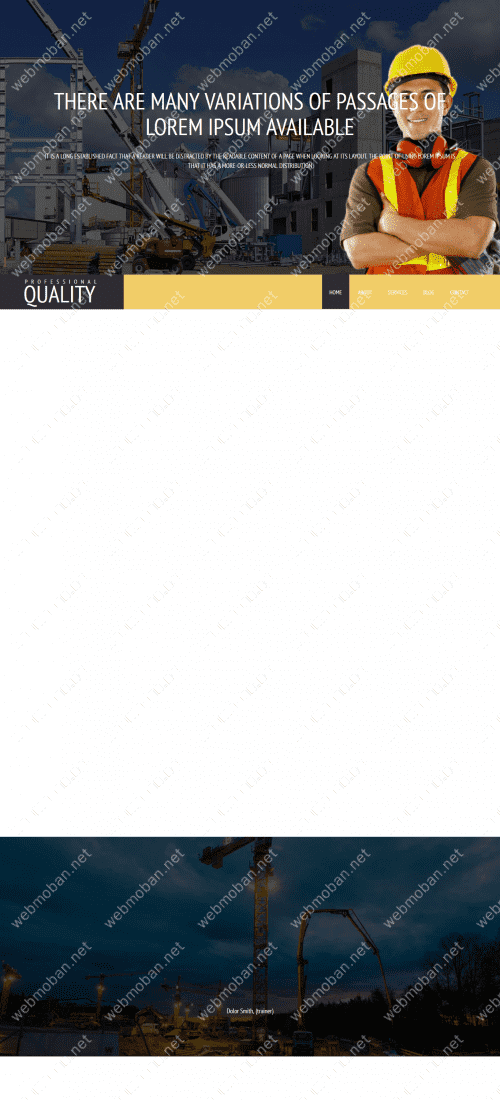 THERE ARE MANY VARIATIONS OF PASSAGES OF
LOREM IPSUM AVAILABLE
IT IS A LONG ESTABLISHED FACT THAT A READER WILL BE DISTRACTED BY THE READABLE CONTENT OF A PAGE WHEN LOOKING AT ITS LAYOUT. THE POINT OF USING LOREM IPSUM IS
THAT IT HAS A MORE-OR-LESS NORMAL DISTRIBUTION
PROFESSIONAL
QUALITY
HOME ABOUT SERVICES BLOG CONTACT
Dolor Smith, (trainer)
webmoban.net